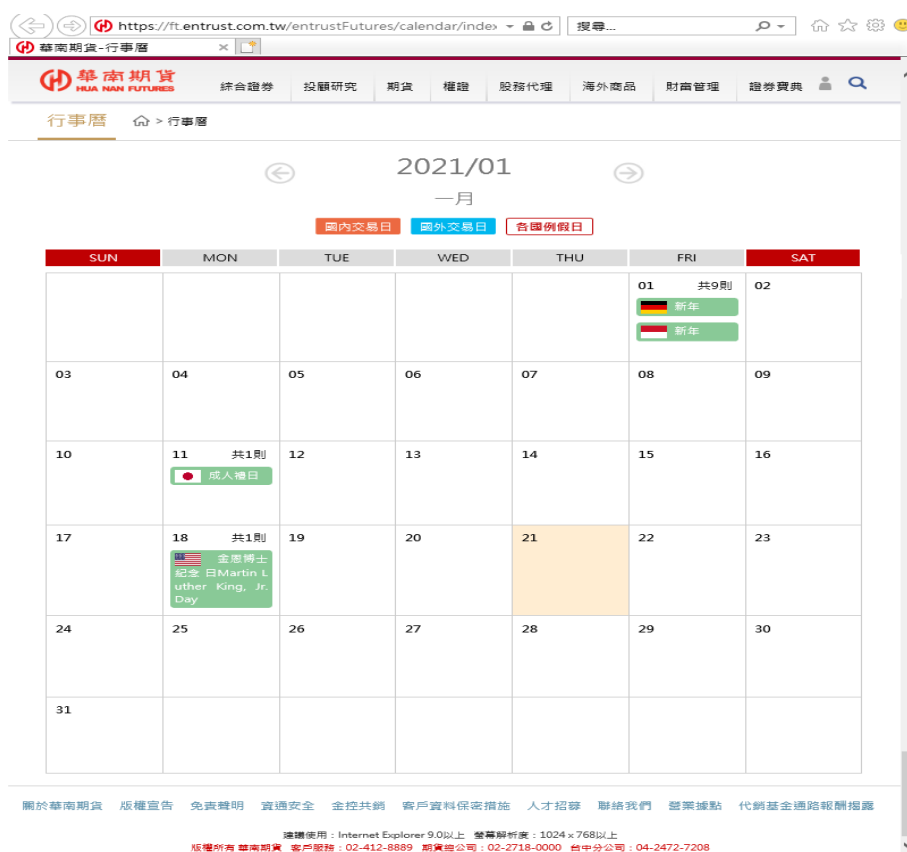 https://ft.entrust.com.tw/entrustFutures/calendar/index
搜尋...
華南期貨-行事曆
華南期貨
HUA NAN FUTURES
綜合證券 投顧研究 期貨 權證 股務代理 海外商品 財富管理 證券寶典
行事曆 > 行事曆
2021/01
一月
國內交易日 國外交易日 各國例假日
SUN MON TUE WED THU FRI SAT
01 共9則 02
新年
新年
03 04 05 06 07 08 09
10 11 共1則 12 13 14 15 16
成人禮日
17 18 共1則 19 20 21 22 23
金恩博士
紀念 日Martin L
uther King, Jr.
Day
24 25 26 27 28 29 30
31
關於華南期貨 版權宣告 免責聲明 資通安全 金控共銷 客戶資料保密措施 人才招募 聯絡我們 營業據點 代銷基金通路報酬揭露
建議使用：Internet Explorer 9.0以上 螢幕解析度：1024 x 768以上
版權所有 華南期貨 客戶服務：02-412-8889 期貨總公司：02-2718-0000 台中分公司：04-2472-7208